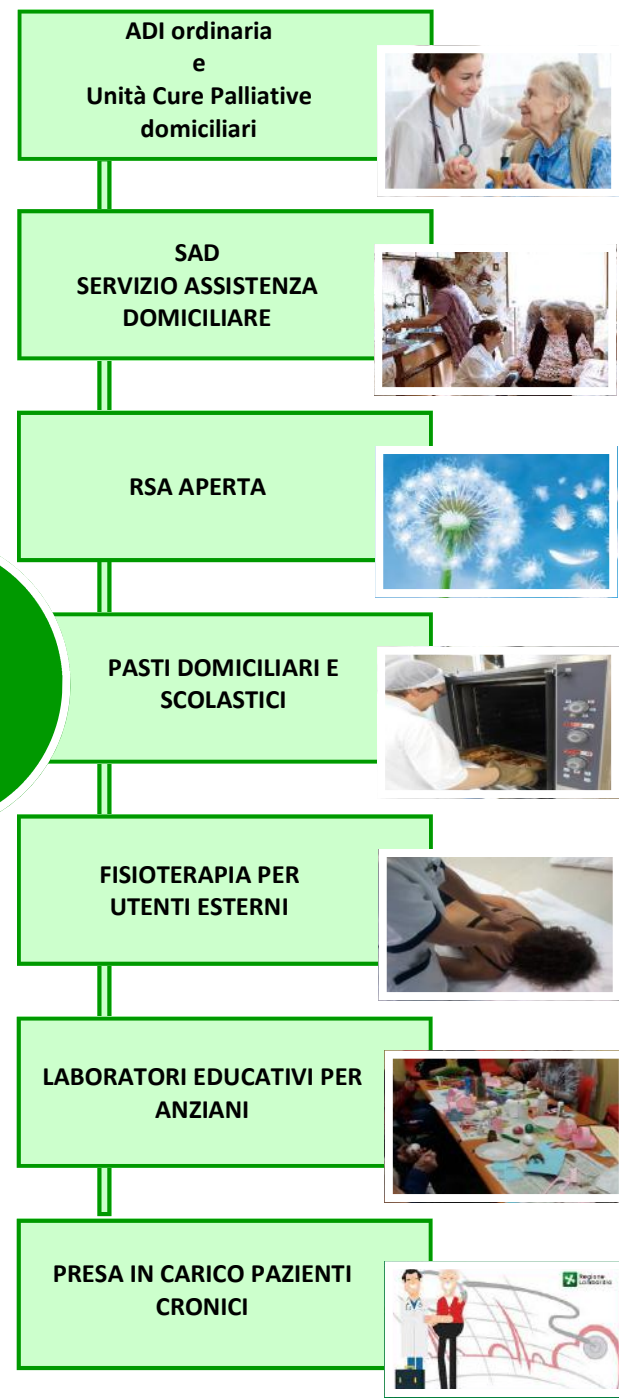 ADI ordinaria
e
Unità Cure Palliative
domiciliari
SAD
SERVIZIO ASSISTENZA
DOMICILIARE
RSA APERTA
PASTI DOMICILIARI E
SCOLASTICI
FISIOTERAPIA PER
UTENTI ESTERNI
LABORATORI EDUCATIVI PER
ANZIANI
PRESA IN CARICO PAZIENTI
CRONICI
Regione
Lombardia